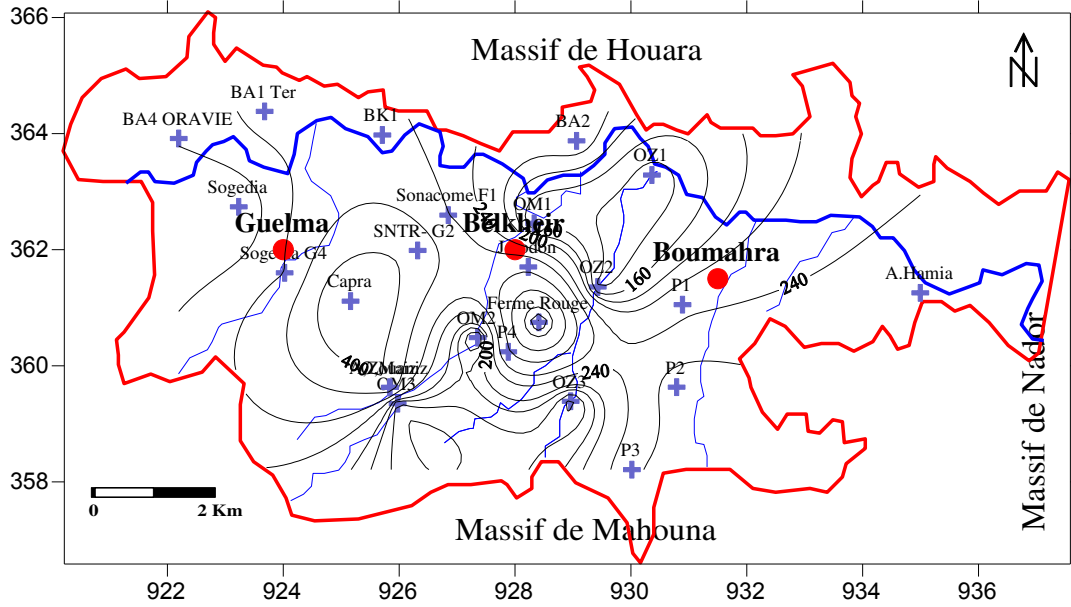 366
364
362
360
358
Massif de Houara
N
BA1 Ter
BA4 ORAVIE
BK1
BA2
OZ1
Sogedia
Sonacome F1
OM1
Guelma
Belkheir
SNTR- G2
200
Boumahra
Sogedia G4
OZ2
160
240
A.Hamia
Capra
P1
Ferme Rouge
OM2
P4
200
400
240
P2
OM3
OZ3
P3
Massif de Nador
0
2 Km
Massif de Mahouna
922
924
926
928
930
932
934
936